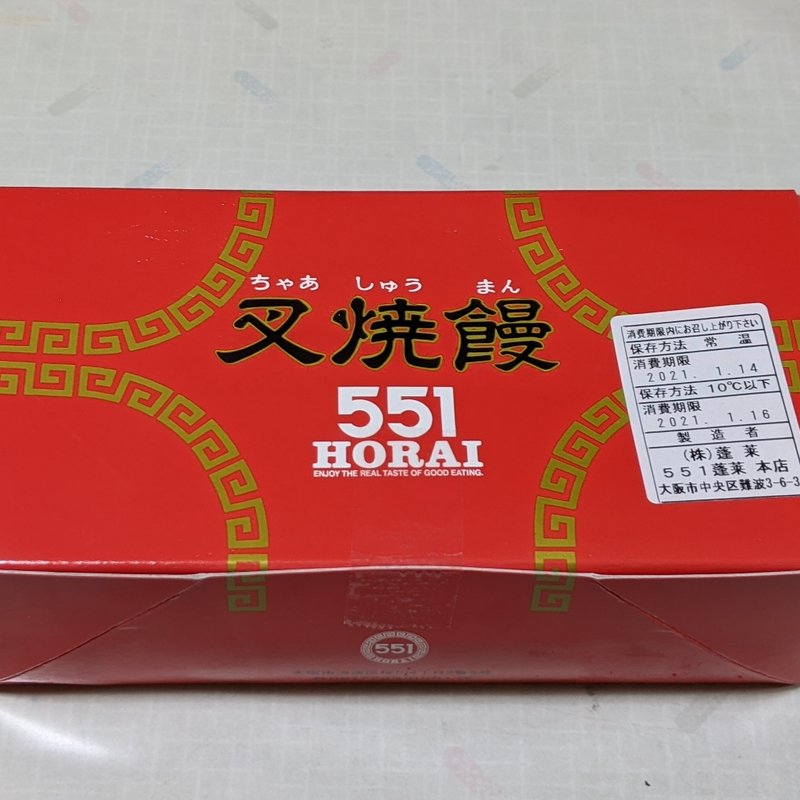 ちゃあ しゅう まん
叉焼饅
551
HORAI
ENJOY THE REAL TASTE OF GOOD EATING.
消費期限内にお召し上がり下さい
保存方法 常温
消費期限
2021. 1.14
保存方法 10℃以下
消費期限
2021. 1.16
製造者
(株)蓬莱
551蓬莱 本店
大阪市中央区難波3-6-3
551
HORAI